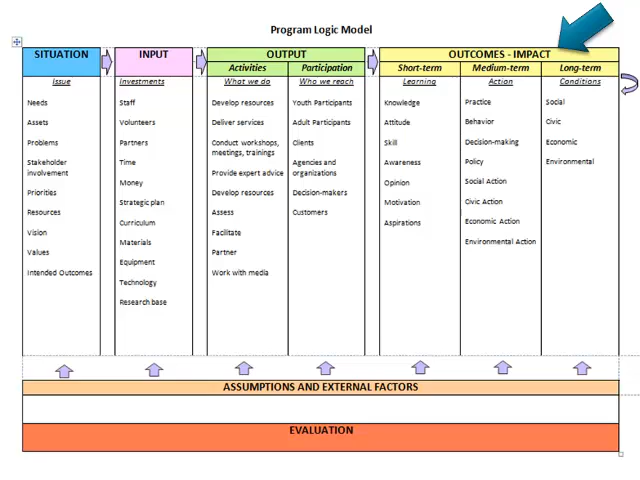 Program Logic Model
SITUATION
INPUT
OUTPUT
OUTCOMES - IMPACT
Activities
Participation
Short-term
Medium-term
Long-term
Issue
Investments
What we do
Who we reach
Learning
Action
Conditions
Needs
Assets
Problems
Stakeholder
involvement
Priorities
Resources
Vision
Values
Intended Outcomes
Staff
Volunteers
Partners
Time
Money
Strategic plan
Curriculum
Materials
Equipment
Technology
Research base
Develop resources
Deliver services
Conduct workshops,
meetings, trainings
Provide expert advice
Develop resources
Assess
Facilitate
Partner
Work with media
Youth Participants
Adult Participants
Clients
Agencies and
organizations
Decision-makers
Customers
Knowledge
Attitude
Skill
Awareness
Opinion
Motivation
Aspirations
Practice
Behavior
Decision-making
Policy
Social Action
Civic Action
Economic Action
Environmental Action
Social
Civic
Economic
Environmental
ASSUMPTIONS AND EXTERNAL FACTORS
EVALUATION